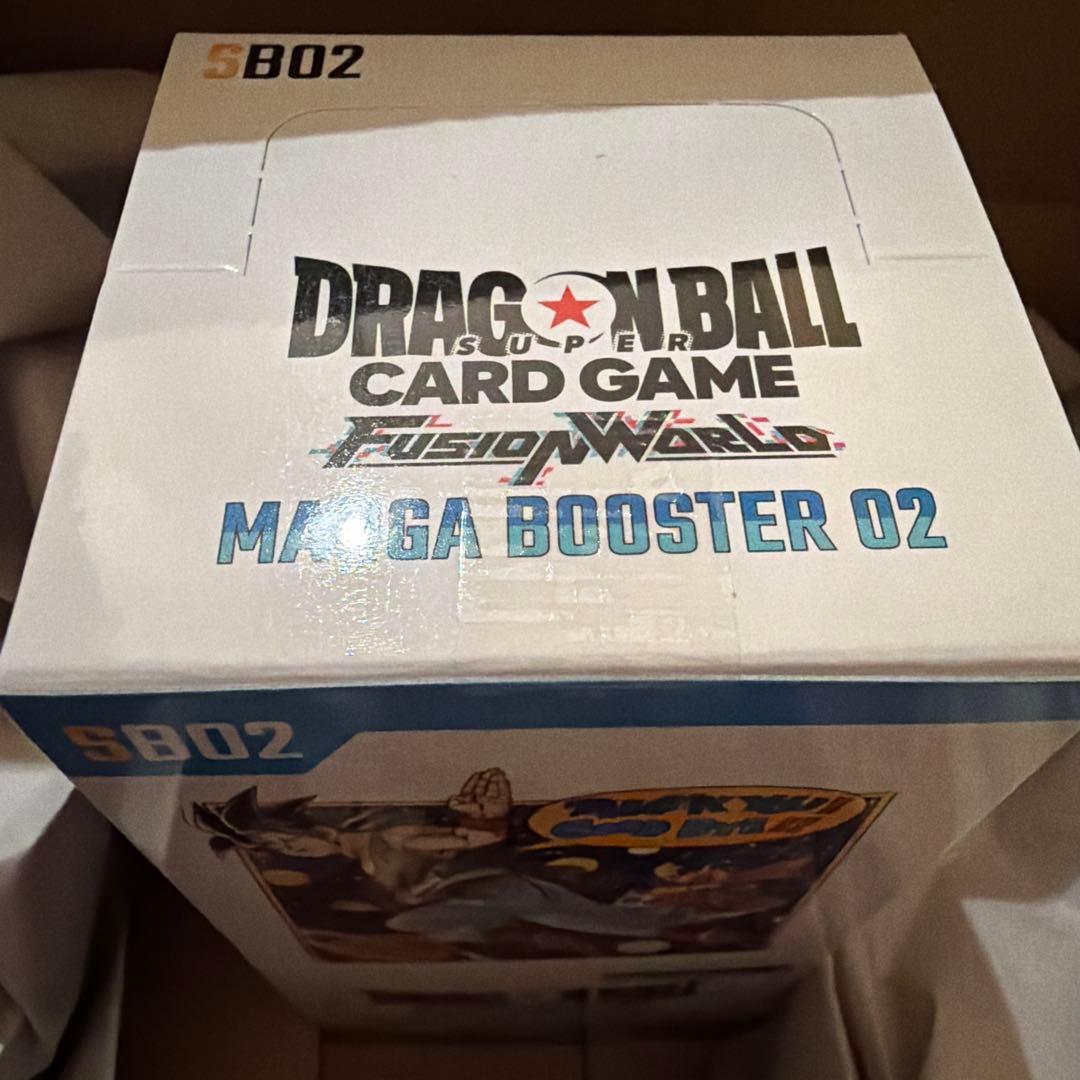 SB02
DRAGON BALL
SUPER
CARD GAME
FUSION WORLD
MANGA BOOSTER 02
SB02